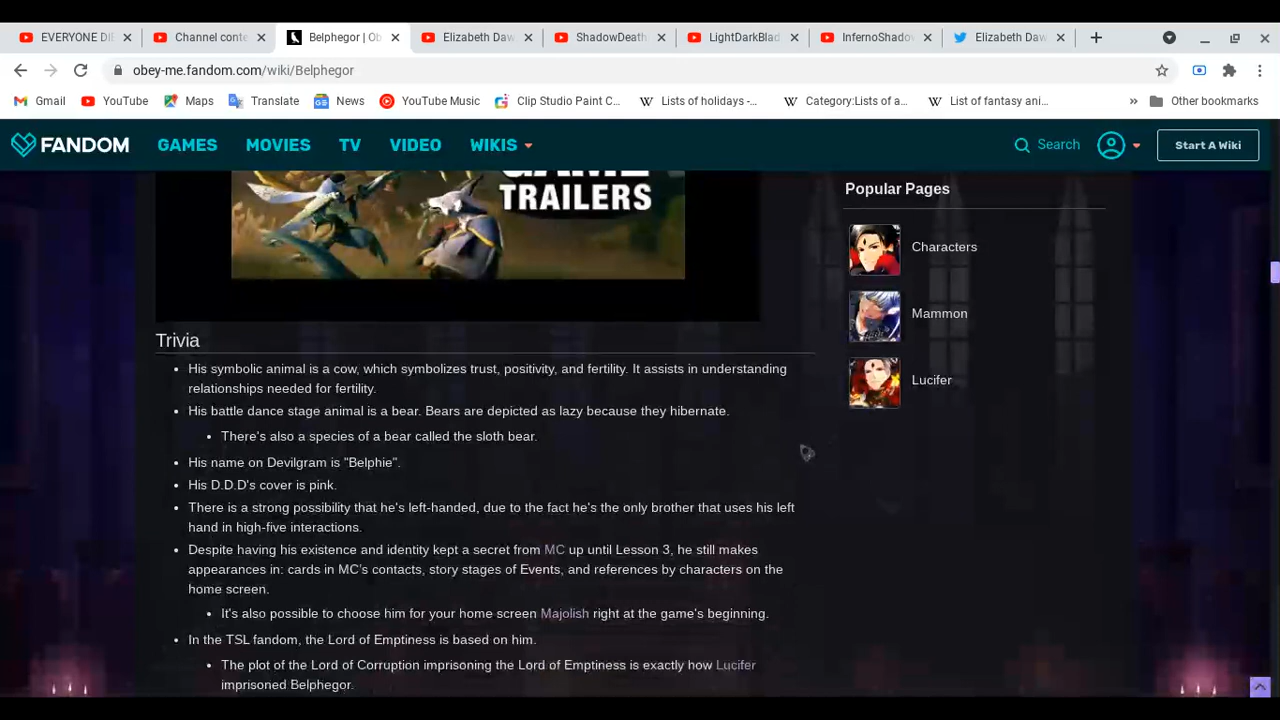 EVERYONE DI
Channel conte
Belphegor | Ob
Elizabeth Daw
ShadowDeath
LightDarkBlad
InfernoShadov
Elizabeth Daw
obey-me.fandom.com/wiki/Belphegor
Gmail
YouTube
Maps
Translate
News
YouTube Music
Clip Studio Paint C...
Lists of holidays -...
Category:Lists of a...
List of fantasy ani...
»
Other bookmarks
FANDOM
GAMES
MOVIES
TV
VIDEO
WIKIS
Search
Start A Wiki
TRAILERS
Popular Pages
Characters
Mammon
Lucifer
Trivia
His symbolic animal is a cow, which symbolizes trust, positivity, and fertility. It assists in understanding
relationships needed for fertility.
His battle dance stage animal is a bear. Bears are depicted as lazy because they hibernate.
There's also a species of a bear called the sloth bear.
His name on Devilgram is "Belphie".
His D.D.D's cover is pink.
There is a strong possibility that he's left-handed, due to the fact he's the only brother that uses his left
hand in high-five interactions.
Despite having his existence and identity kept a secret from MC up until Lesson 3, he still makes
appearances in: cards in MC's contacts, story stages of Events, and references by characters on the
home screen.
It's also possible to choose him for your home screen Majolish right at the game's beginning.
In the TSL fandom, the Lord of Emptiness is based on him.
The plot of the Lord of Corruption imprisoning the Lord of Emptiness is exactly how Lucifer
imprisoned Belphegor.